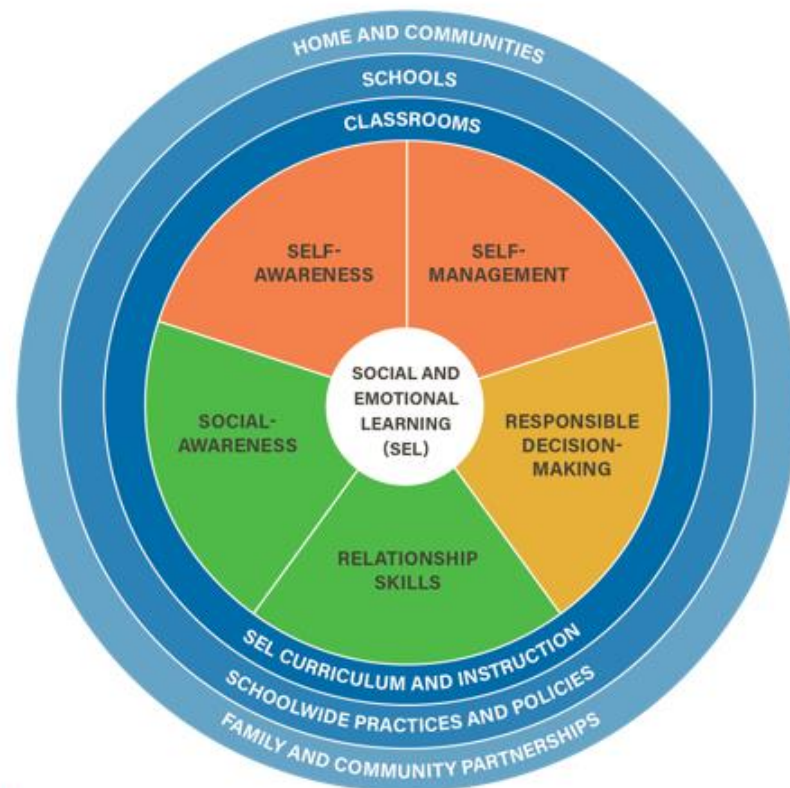 HOME AND COMMUNITIES
SCHOOLS
CLASSROOMS
SELF-
AWARENESS
SELF-
MANAGEMENT
SOCIAL AND
EMOTIONAL
LEARNING
(SEL)
SOCIAL-
AWARENESS
RESPONSIBLE
DECISION-
MAKING
RELATIONSHIP
SKILLS
SEL CURRICULUM AND INSTRUCTION
SCHOOLWIDE PRACTICES AND POLICIES
FAMILY AND COMMUNITY PARTNERSHIPS